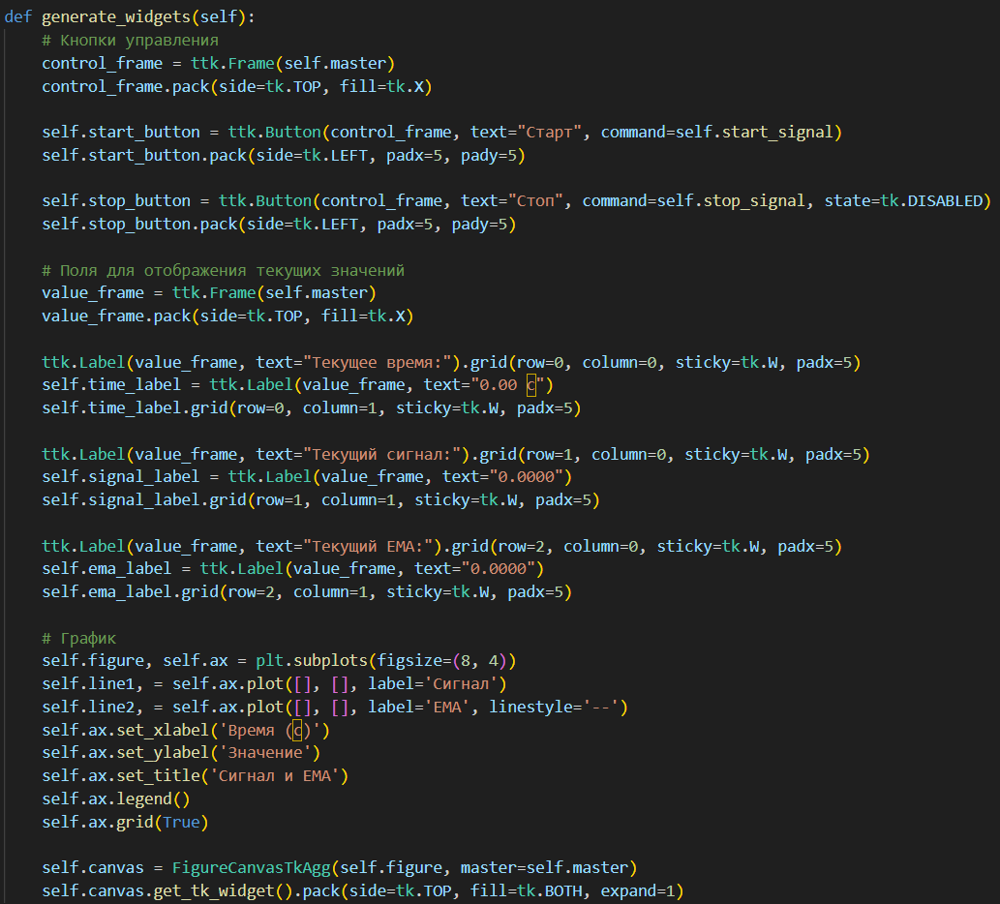 def generate_widgets(self):
    # Кнопки управления
    control_frame = ttk.Frame(self.master)
    control_frame.pack(side=tk.TOP, fill=tk.X)

    self.start_button = ttk.Button(control_frame, text="Старт", command=self.start_signal)
    self.start_button.pack(side=tk.LEFT, padx=5, pady=5)

    self.stop_button = ttk.Button(control_frame, text="Стоп", command=self.stop_signal, state=tk.DISABLED)
    self.stop_button.pack(side=tk.LEFT, padx=5, pady=5)

    # Поля для отображения текущих значений
    value_frame = ttk.Frame(self.master)
    value_frame.pack(side=tk.TOP, fill=tk.X)

    ttk.Label(value_frame, text="Текущее время:").grid(row=0, column=0, sticky=tk.W, padx=5)
    self.time_label = ttk.Label(value_frame, text="0.00 с")
    self.time_label.grid(row=0, column=1, sticky=tk.W, padx=5)

    ttk.Label(value_frame, text="Текущий сигнал:").grid(row=1, column=0, sticky=tk.W, padx=5)
    self.signal_label = ttk.Label(value_frame, text="0.0000")
    self.signal_label.grid(row=1, column=1, sticky=tk.W, padx=5)

    ttk.Label(value_frame, text="Текущий EMA:").grid(row=2, column=0, sticky=tk.W, padx=5)
    self.ema_label = ttk.Label(value_frame, text="0.0000")
    self.ema_label.grid(row=2, column=1, sticky=tk.W, padx=5)

    # График
    self.figure, self.ax = plt.subplots(figsize=(8, 4))
    self.line1, = self.ax.plot([], [], label='Сигнал')
    self.line2, = self.ax.plot([], [], label='EMA', linestyle='--')
    self.ax.set_xlabel('Время (с)')
    self.ax.set_ylabel('Значение')
    self.ax.set_title('Сигнал и EMA')
    self.ax.legend()
    self.ax.grid(True)

    self.canvas = FigureCanvasTkAgg(self.figure, master=self.master)
    self.canvas.get_tk_widget().pack(side=tk.TOP, fill=tk.BOTH, expand=1)